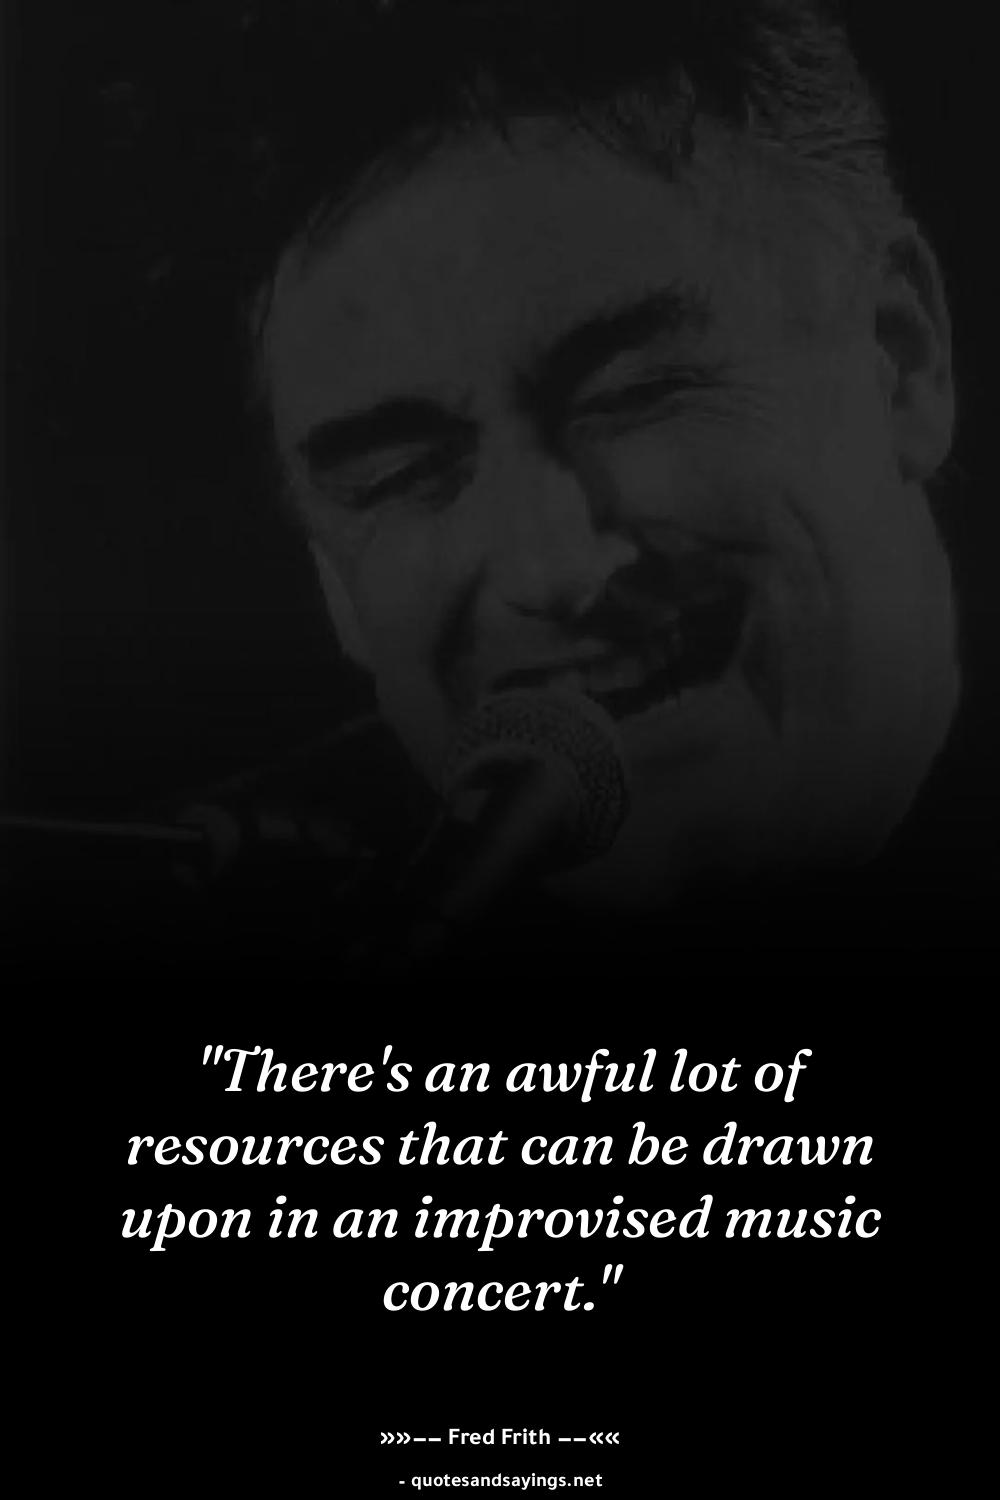 "There's an awful lot of
resources that can be drawn
upon in an improvised music
concert."
»»–– Fred Frith ––««
- quotesandsayings.net